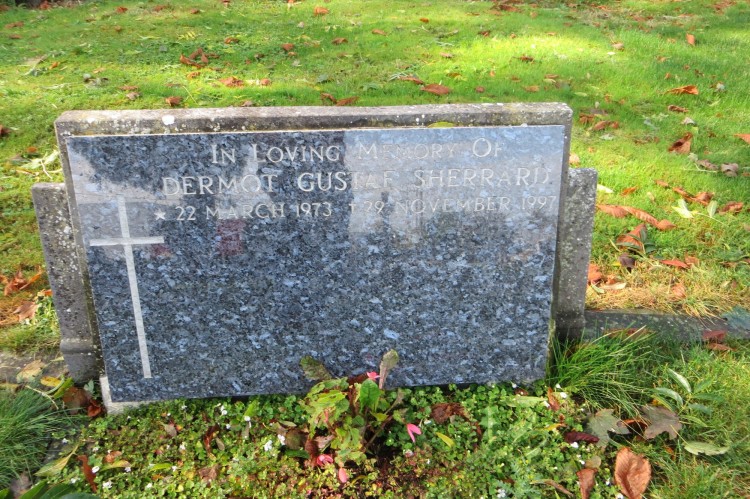 In Loving Memory Of
DERMOT GUSTAF SHERRARD
★ 22 MARCH 1973 † 29 NOVEMBER 1997